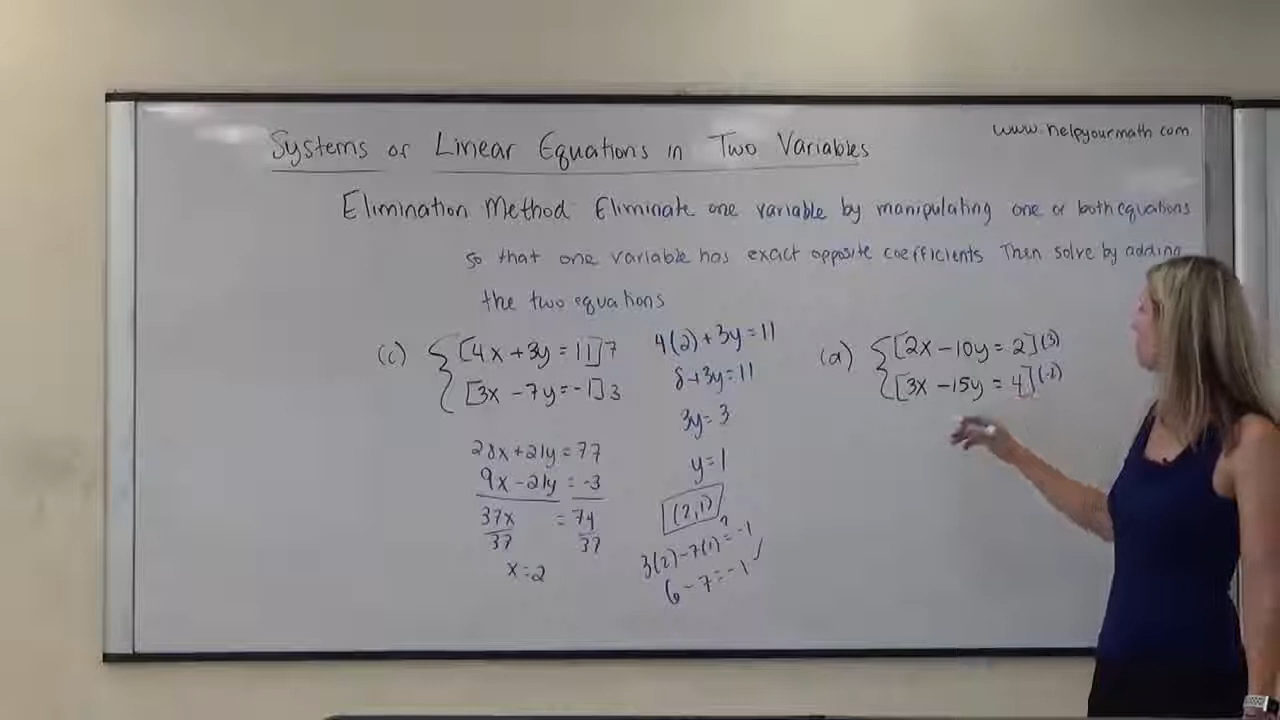 www.helpyourmath.com
Systems of Linear Equations in Two Variables
Elimination Method: Eliminate one variable by manipulating one or both equations
so that one variable has exact opposite coefficients Then solve by adding
the two equations
(c) { [4x + 3y = 11] 7
[3x - 7y = -1] 3
28x + 21y = 77
9x - 21y = -3
37x = 74
37 37
x = 2
4(2) + 3y = 11
8 + 3y = 11
3y = 3
y = 1
(2,1)
3(2) - 7(1) ?= -1
6 - 7 = -1 ✓
(a) { [2x - 10y = 2](3)
[3x - 15y = 4](-2)